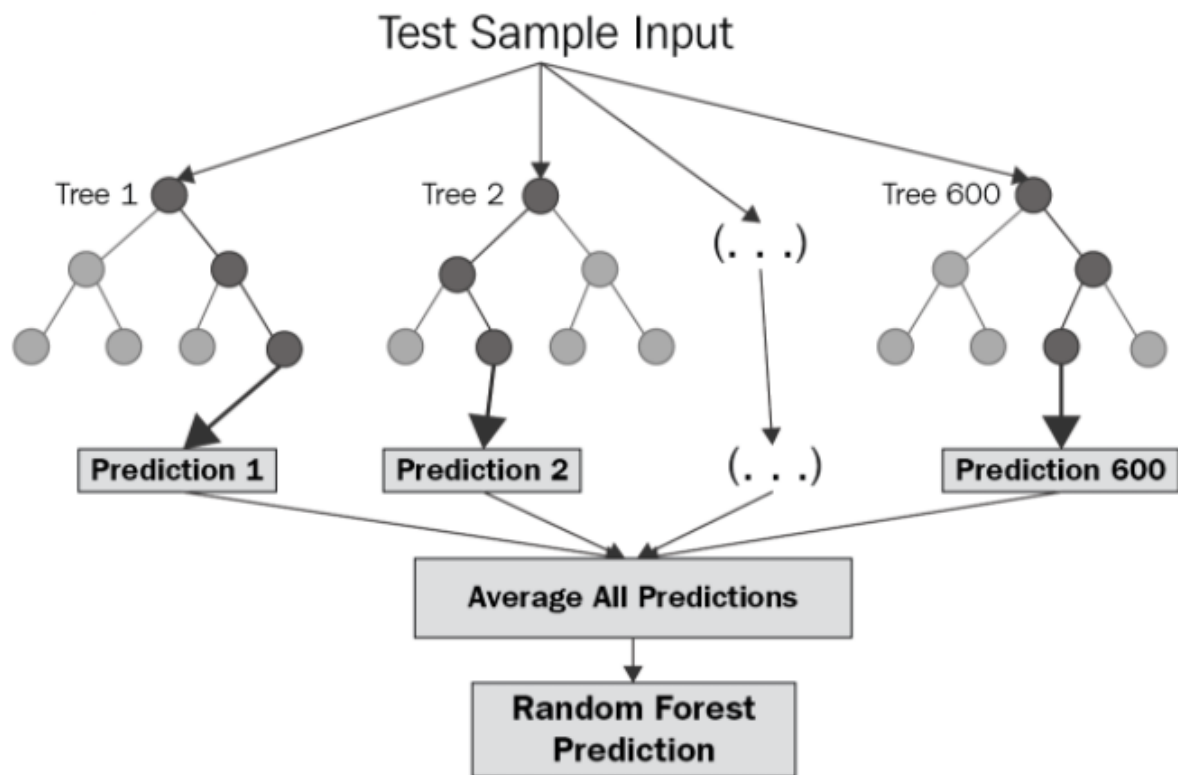 Test Sample Input
Tree 1
Tree 2
Tree 600
(. . .)
Prediction 1
Prediction 2
(. . .)
Prediction 600
Average All Predictions
Random Forest
Prediction